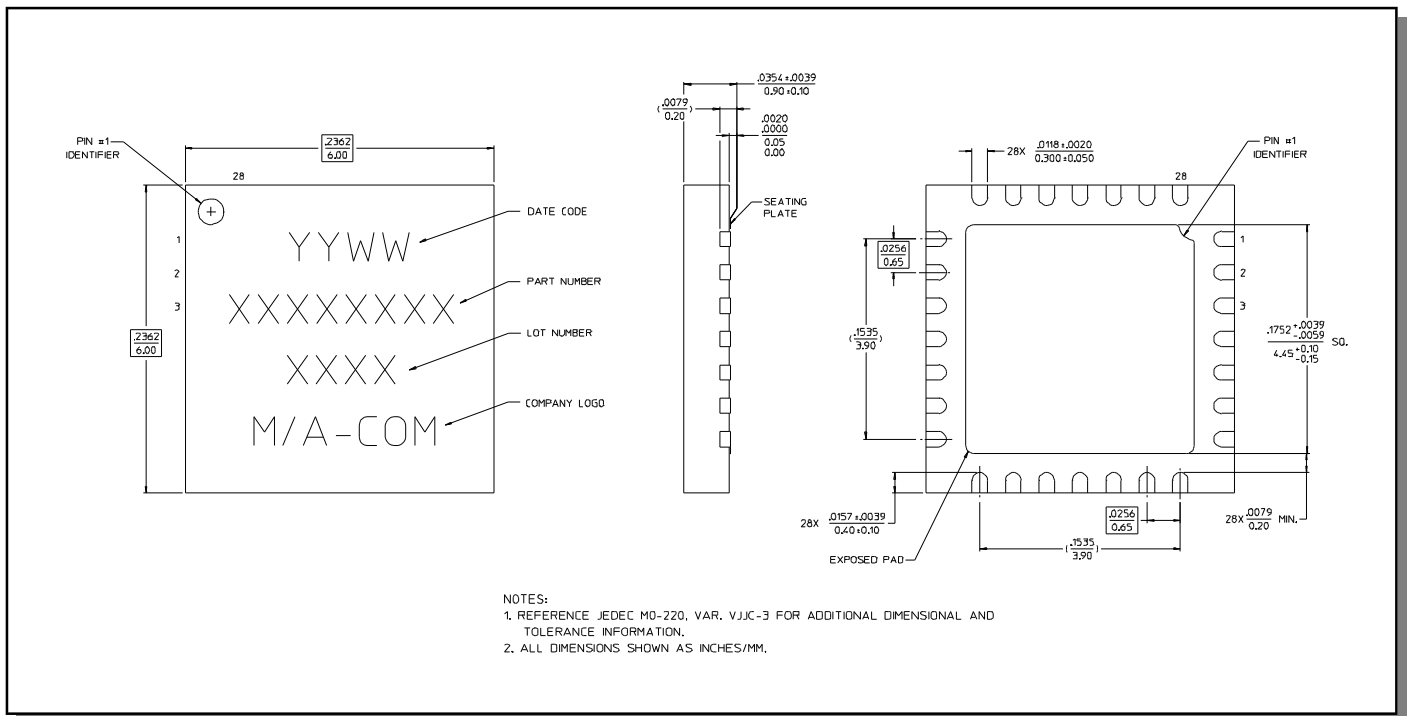 PIN #1
IDENTIFIER
.2362
6.00
28
1
2
3
.2362
6.00
YYWW
XXXXXXXX
XXXX
M/A-COM
DATE CODE
PART NUMBER
LOT NUMBER
COMPANY LOGO
.0354±.0039
0.90±0.10
(.0079
0.20)
.0020
.0000
0.05
0.00
SEATING
PLATE
28X .0118±.0020
0.300±0.050
28
PIN #1
IDENTIFIER
1
2
3
.0256
0.65
(.1535
3.90)
.1752 +.0039
-.0059
4.45 +0.10
-0.15
SQ.
28X .0157±.0039
0.40±0.10
EXPOSED PAD
.0256
0.65
(.1535
3.90)
28X .0079
0.20 MIN.
NOTES:
1. REFERENCE JEDEC MO-220, VAR. VJJC-3 FOR ADDITIONAL DIMENSIONAL AND
TOLERANCE INFORMATION.
2. ALL DIMENSIONS SHOWN AS INCHES/MM.